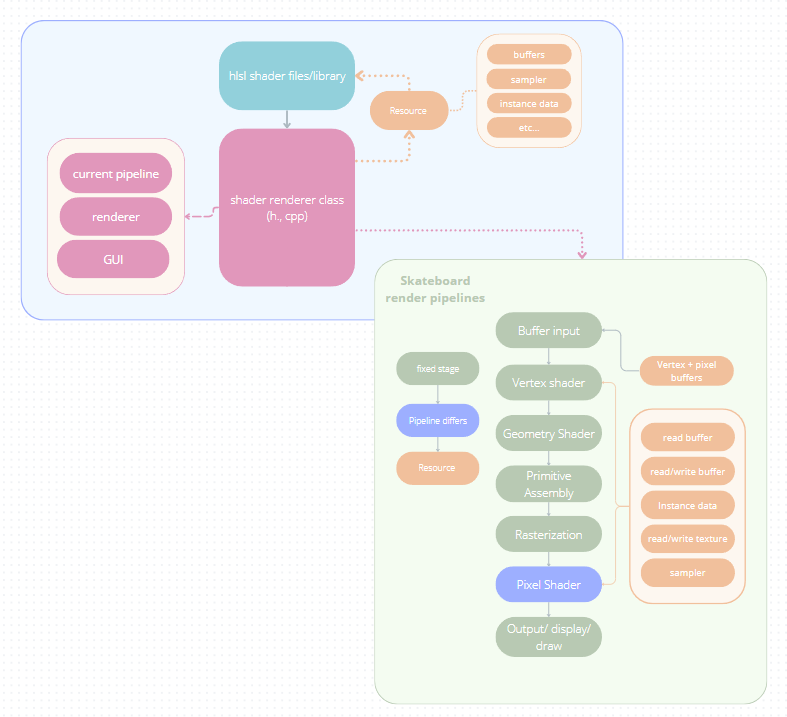 hlsl shader files/library
Resource
buffers
sampler
instance data
etc...
current pipeline
renderer
GUI
shader renderer class
(h., cpp)
Skateboard
render pipelines
Buffer input
Vertex shader
Geometry Shader
Primitive
Assembly
Rasterization
Pixel Shader
Output/ display/
draw
fixed stage
Pipeline differs
Resource
Vertex + pixel
buffers
read buffer
read/write buffer
Instance data
read/write texture
sampler